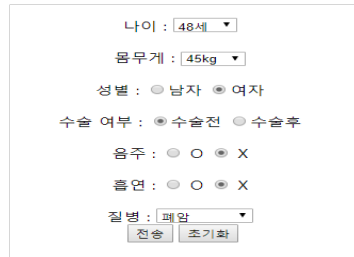 나이 : 48세
몸무게 : 45kg
성별 : 남자 여자
수술 여부 : 수술전 수술후
음주 : O X
흡연 : O X
질병 : 폐암
전송 초기화